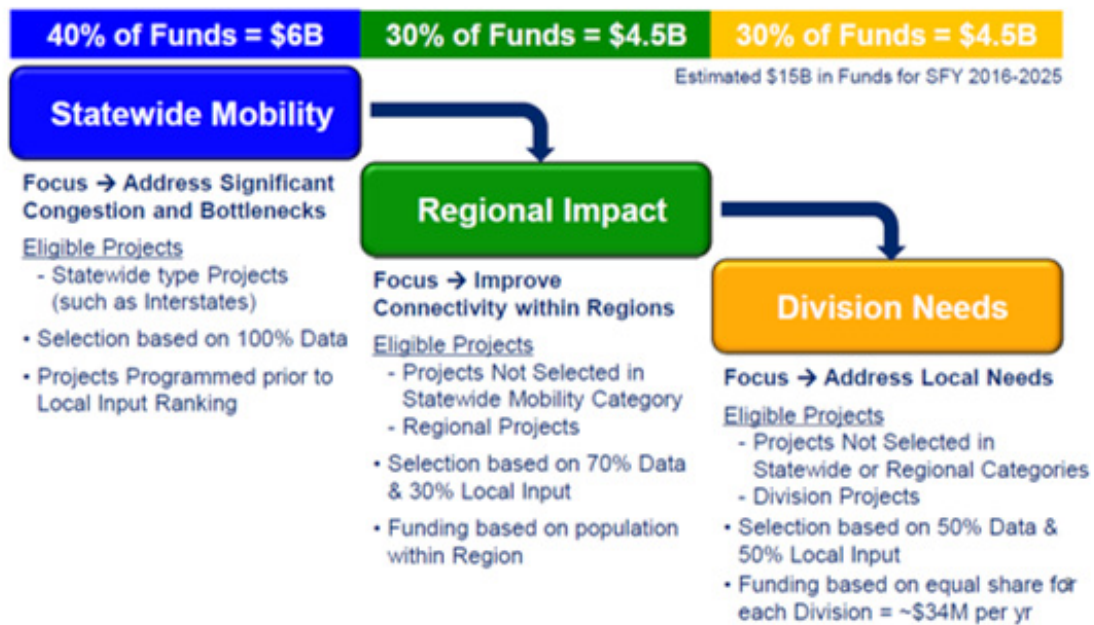 40% of Funds = $6B
30% of Funds = $4.5B
30% of Funds = $4.5B
Estimated $15B in Funds for SFY 2016-2025
Statewide Mobility
Focus → Address Significant
Congestion and Bottlenecks
Eligible Projects
- Statewide type Projects
(such as Interstates)
• Selection based on 100% Data
• Projects Programmed prior to
Local Input Ranking
Regional Impact
Focus → Improve
Connectivity within Regions
Eligible Projects
- Projects Not Selected in
Statewide Mobility Category
- Regional Projects
• Selection based on 70% Data
& 30% Local Input
• Funding based on population
within Region
Division Needs
Focus → Address Local Needs
Eligible Projects
- Projects Not Selected in
Statewide or Regional Categories
- Division Projects
• Selection based on 50% Data &
50% Local Input
• Funding based on equal share for
each Division = ~$34M per yr